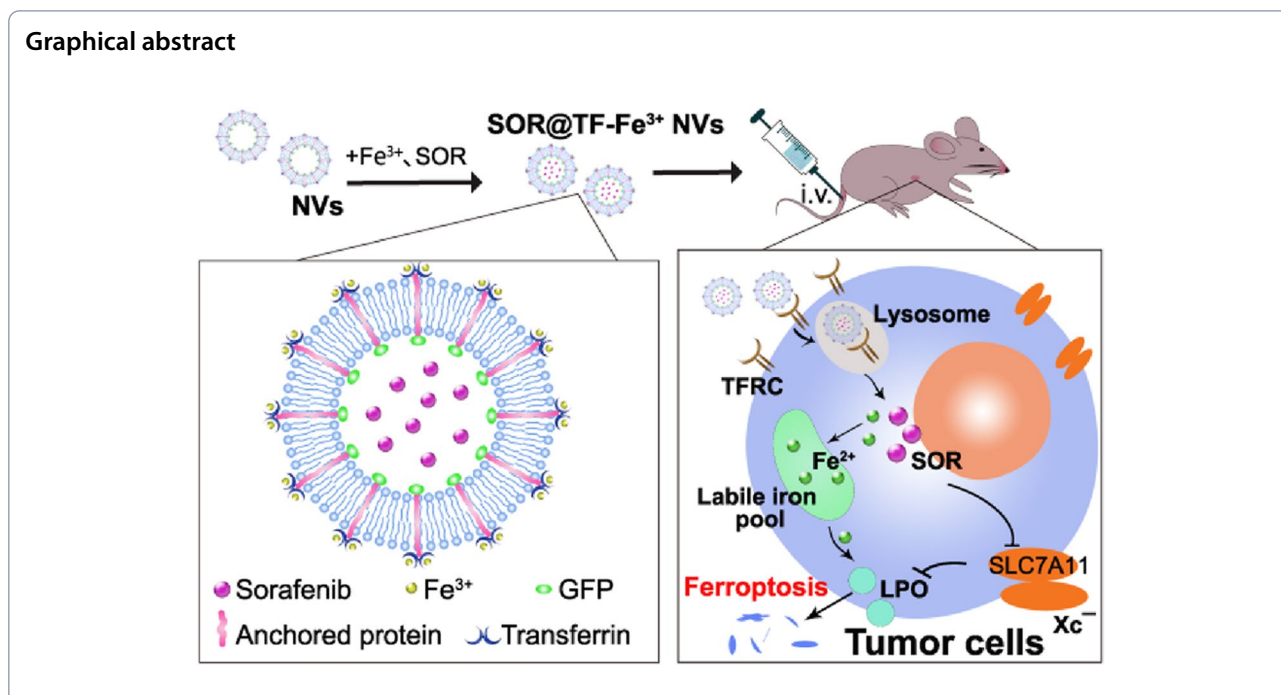 Graphical abstract
SOR@TF-Fe³⁺ NVs
+Fe³⁺、SOR
NVs
i.v.
Sorafenib
Fe³⁺
GFP
Anchored protein
Transferrin
Lysosome
TFRC
Fe²⁺
SOR
Labile iron
pool
SLC7A11
Ferroptosis
LPO
Xc⁻
Tumor cells